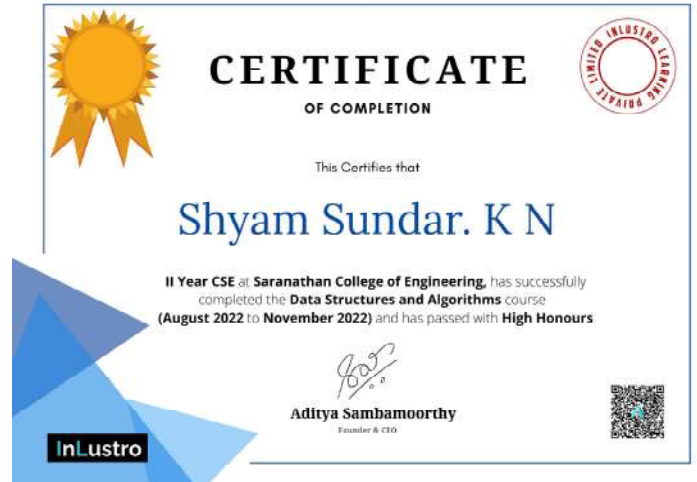 CERTIFICATE
OF COMPLETION
INLUSTRO LEARNING PRIVATE LIMITED
This Certifies that
Shyam Sundar. K N
II Year CSE at Saranathan College of Engineering, has successfully
completed the Data Structures and Algorithms course
(August 2022 to November 2022) and has passed with High Honours
Aditya Sambamoorthy
Founder & CEO
InLustro